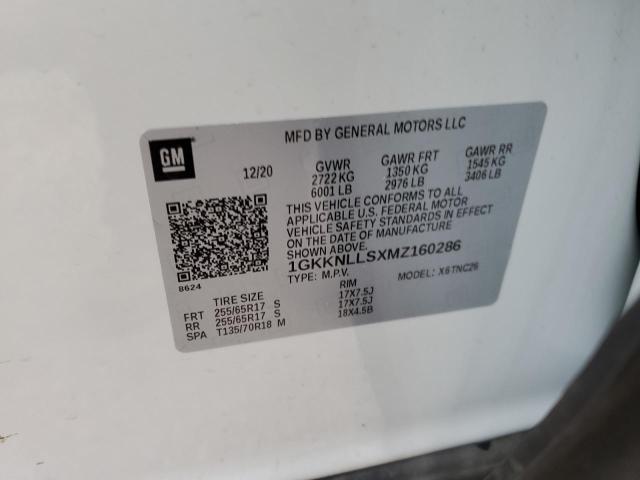 MFD BY GENERAL MOTORS LLC
GM
12/20
GVWR GAWR FRT GAWR RR
2722 KG 1350 KG 1545 KG
6001 LB 2976 LB 3406 LB
THIS VEHICLE CONFORMS TO ALL
APPLICABLE U.S. FEDERAL MOTOR
VEHICLE SAFETY STANDARDS IN EFFECT
ON THE DATE OF MANUFACTURE
SHOWN ABOVE.
1GKKNLLSXMZ160286
8624
TYPE: M.P.V. MODEL: X6TNC26
TIRE SIZE RIM
FRT 255/65R17 S 17X7.5J
RR 255/65R17 S 17X7.5J
SPA T135/70R18 M 18X4.5B